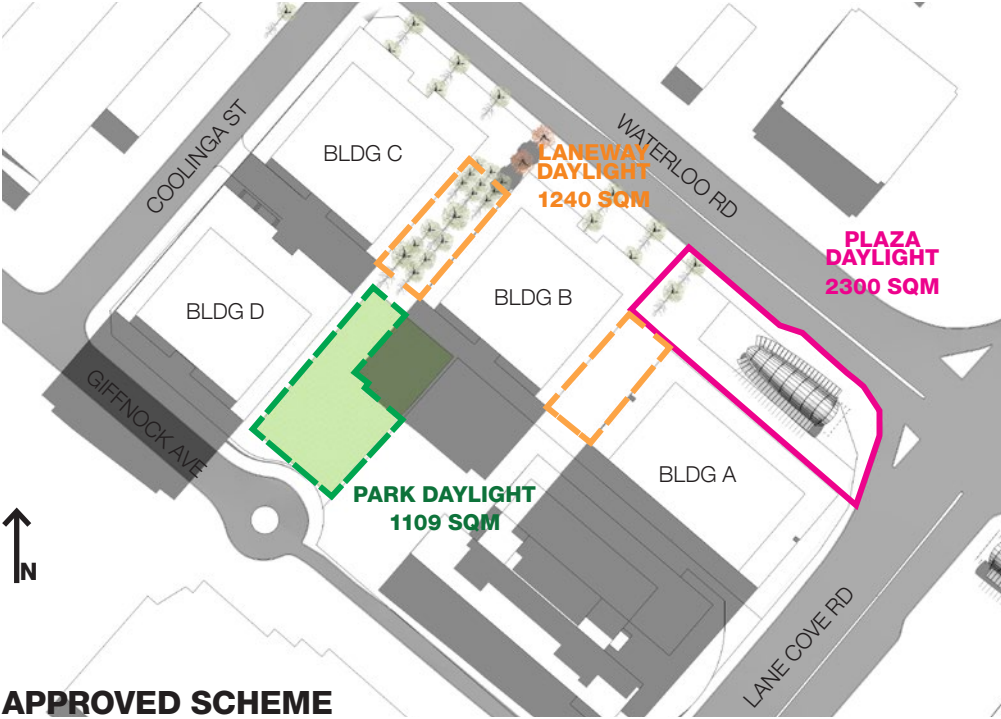 COOLINGA ST
BLDG C
LANEWAY
DAYLIGHT
1240 SQM
WATERLOO RD
PLAZA
DAYLIGHT
2300 SQM
BLDG D
BLDG B
GIFFNOCK AVE
BLDG A
PARK DAYLIGHT
1109 SQM
N
LANE COVE RD
APPROVED SCHEME